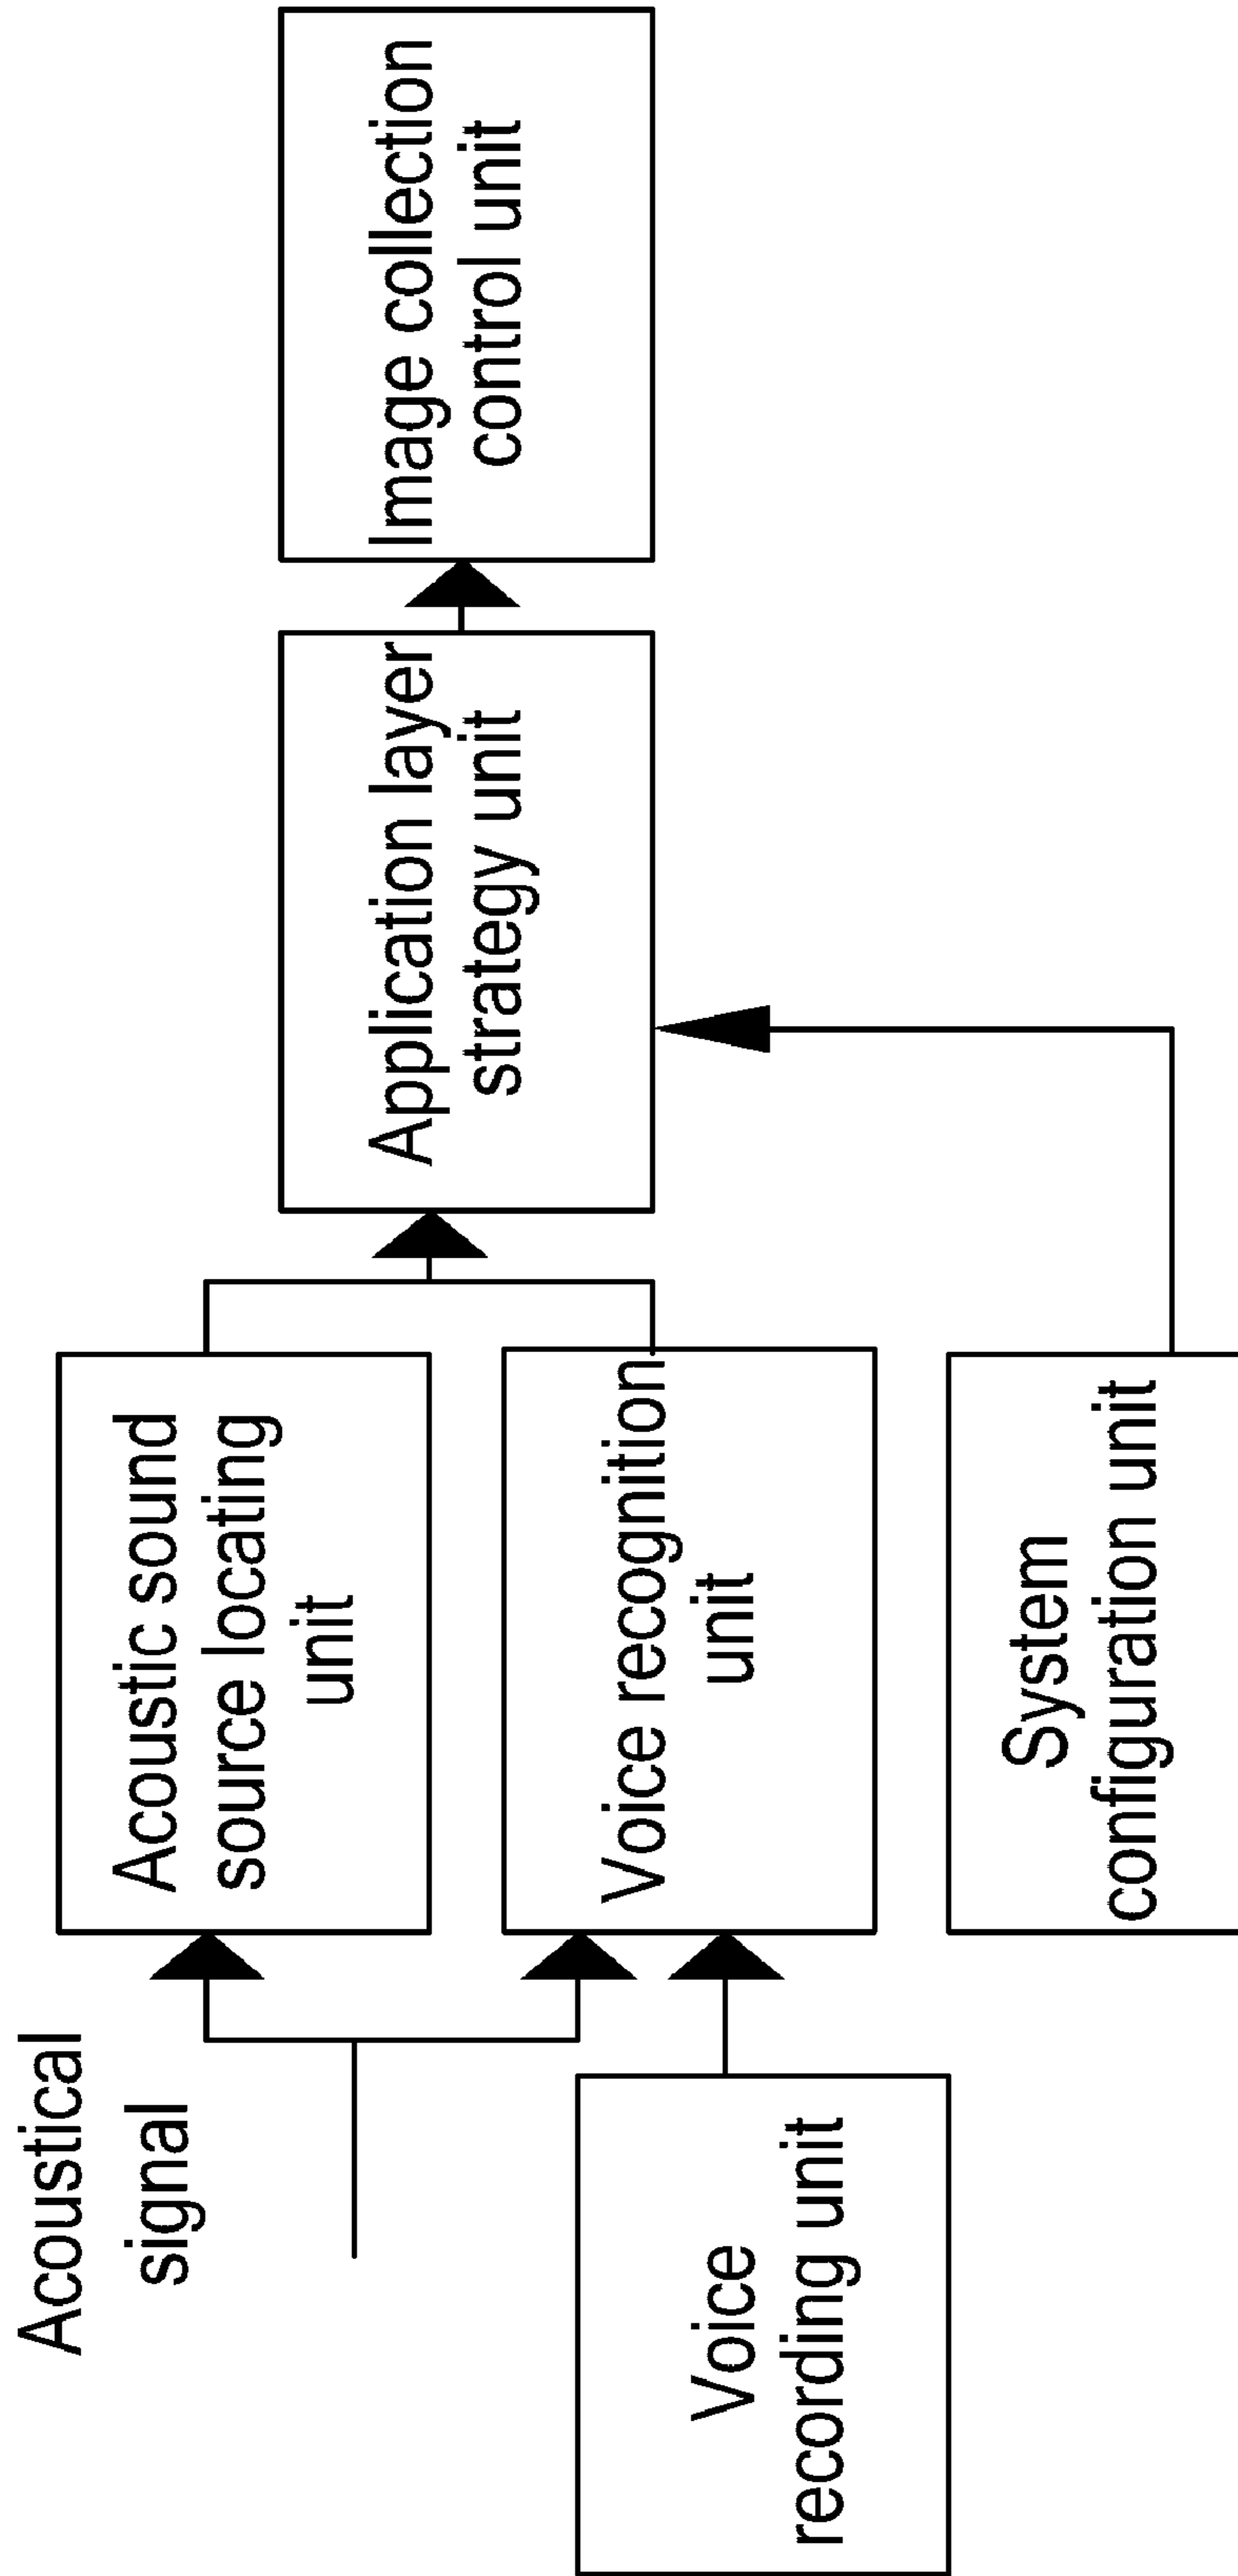 Acoustical
signal
Voice
recording unit
Acoustic sound
source locating
unit
Voice recognition
unit
System
configuration unit
Application layer
strategy unit
Image collection
control unit